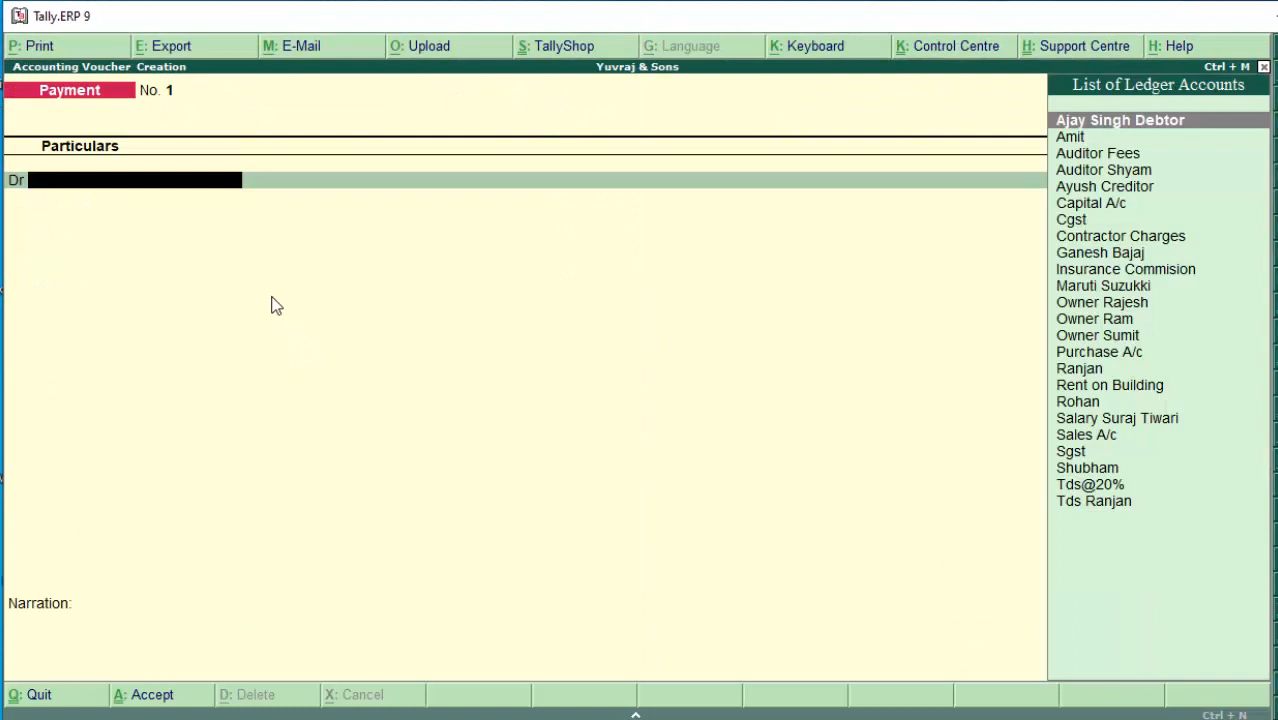 Tally.ERP 9
P: Print E: Export M: E-Mail O: Upload S: TallyShop G: Language K: Keyboard K: Control Centre H: Support Centre H: Help
Accounting Voucher Creation Yuvraj & Sons Ctrl + M
Payment No. 1
List of Ledger Accounts
Particulars
Dr
Ajay Singh Debtor
Amit
Auditor Fees
Auditor Shyam
Ayush Creditor
Capital A/c
Cgst
Contractor Charges
Ganesh Bajaj
Insurance Commision
Maruti Suzukki
Owner Rajesh
Owner Ram
Owner Sumit
Purchase A/c
Ranjan
Rent on Building
Rohan
Salary Suraj Tiwari
Sales A/c
Sgst
Shubham
Tds@20%
Tds Ranjan
Narration:
Q: Quit A: Accept D: Delete X: Cancel
Ctrl + N